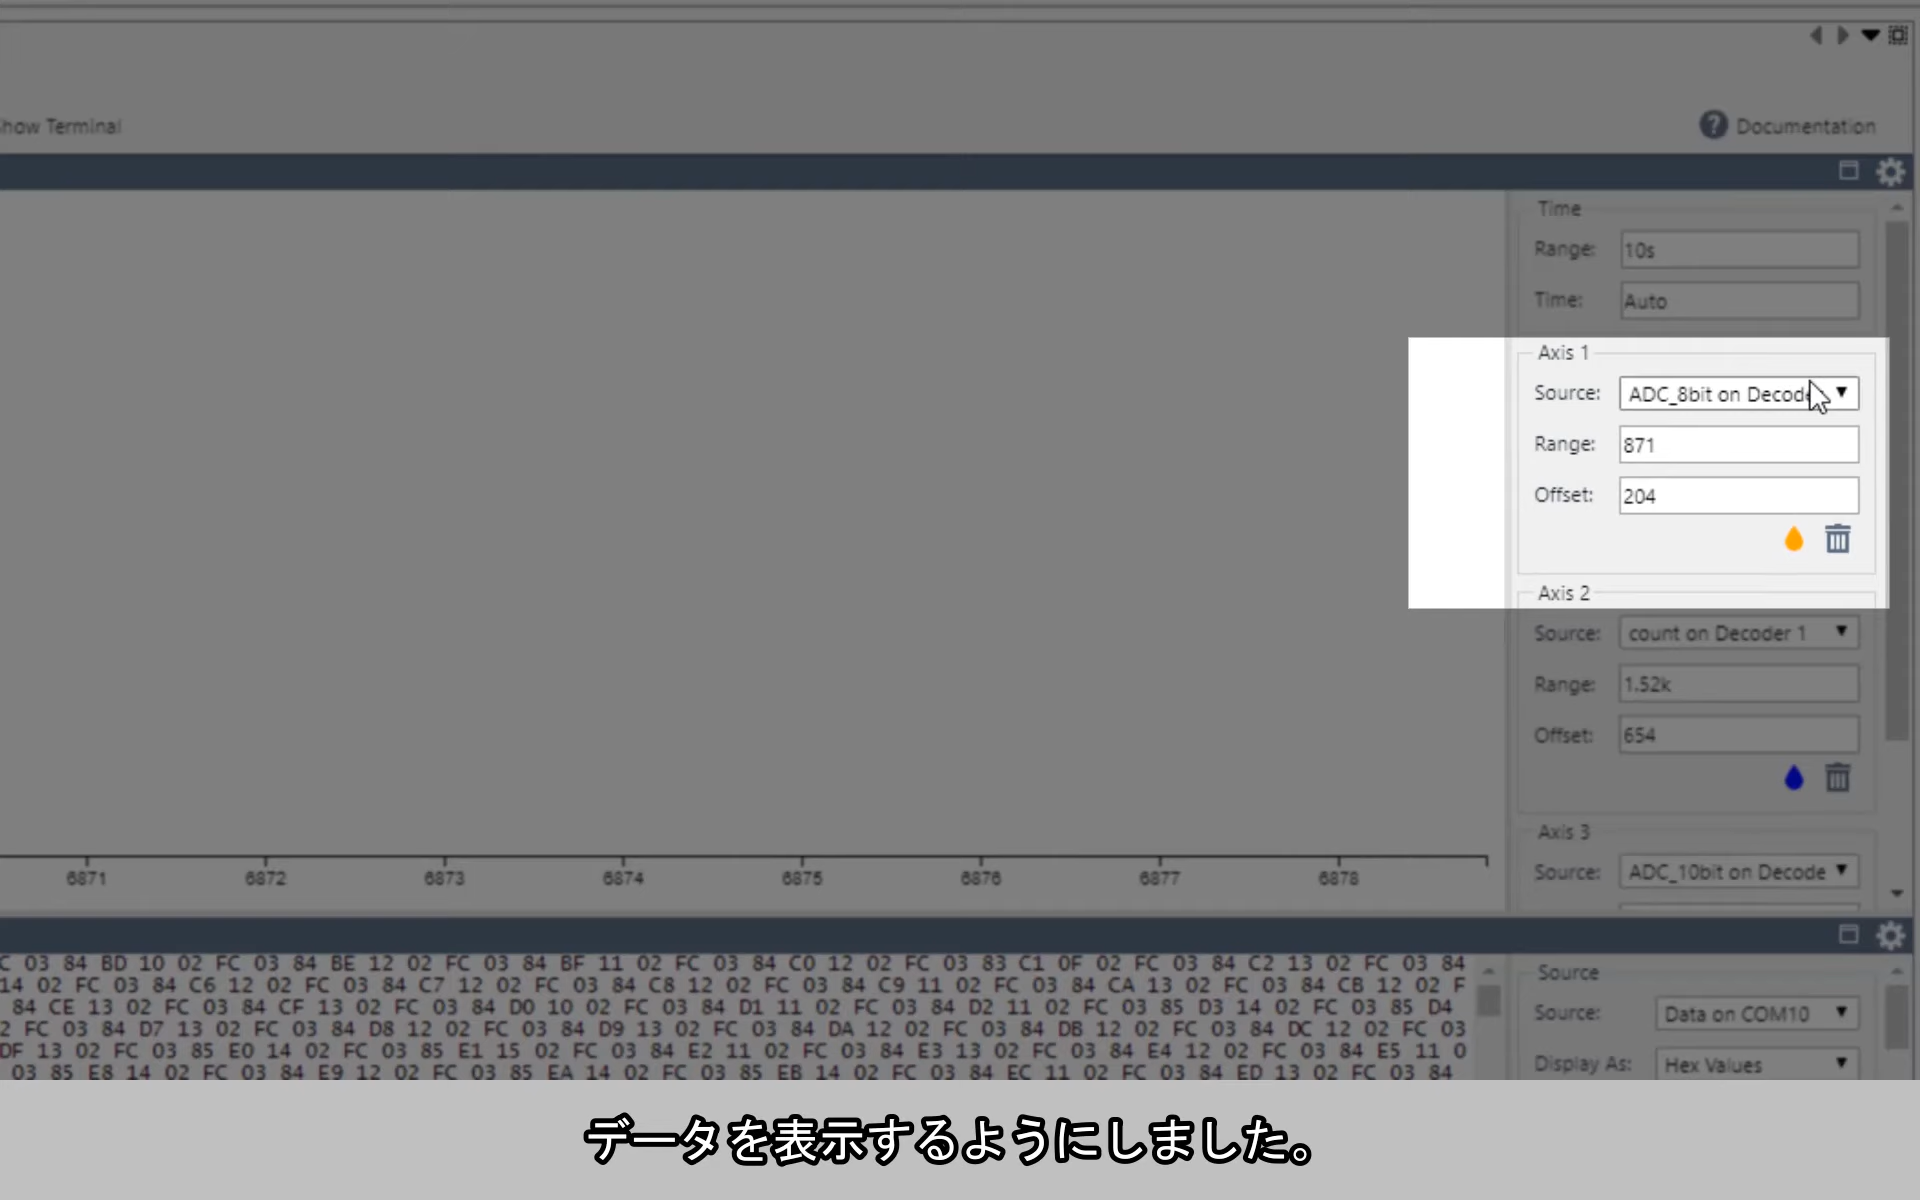 how Terminal
Documentation
Time
Range: 10s
Time: Auto
Axis 1
Source: ADC_8bit on Decode
Range: 871
Offset: 204
Axis 2
Source: count on Decoder 1
Range: 1.52k
Offset: 654
Axis 3
Source: ADC_10bit on Decode
6871 6872 6873 6874 6875 6876 6877 6878
C 03 84 BD 10 02 FC 03 84 BE 12 02 FC 03 84 BF 11 02 FC 03 84 C0 12 02 FC 03 83 C1 0F 02 FC 03 84 C2 13 02 FC 03 84
14 02 FC 03 84 C6 12 02 FC 03 84 C7 12 02 FC 03 84 C8 12 02 FC 03 84 C9 11 02 FC 03 84 CA 13 02 FC 03 84 CB 12 02 F
84 CE 13 02 FC 03 84 CF 13 02 FC 03 84 D0 10 02 FC 03 84 D1 11 02 FC 03 84 D2 11 02 FC 03 85 D3 14 02 FC 03 85 D4
2 FC 03 84 D7 13 02 FC 03 84 D8 12 02 FC 03 84 D9 13 02 FC 03 84 DA 12 02 FC 03 84 DB 12 02 FC 03 84 DC 12 02 FC 03
DF 13 02 FC 03 85 E0 14 02 FC 03 85 E1 15 02 FC 03 84 E2 11 02 FC 03 84 E3 13 02 FC 03 84 E4 12 02 FC 03 84 E5 11 0
03 85 E8 14 02 FC 03 84 E9 12 02 FC 03 85 EA 14 02 FC 03 85 EB 14 02 FC 03 84 EC 11 02 FC 03 84 ED 13 02 FC 03 84
Source
Source: Data on COM10
Display As: Hex Values
データを表示するようにしました。